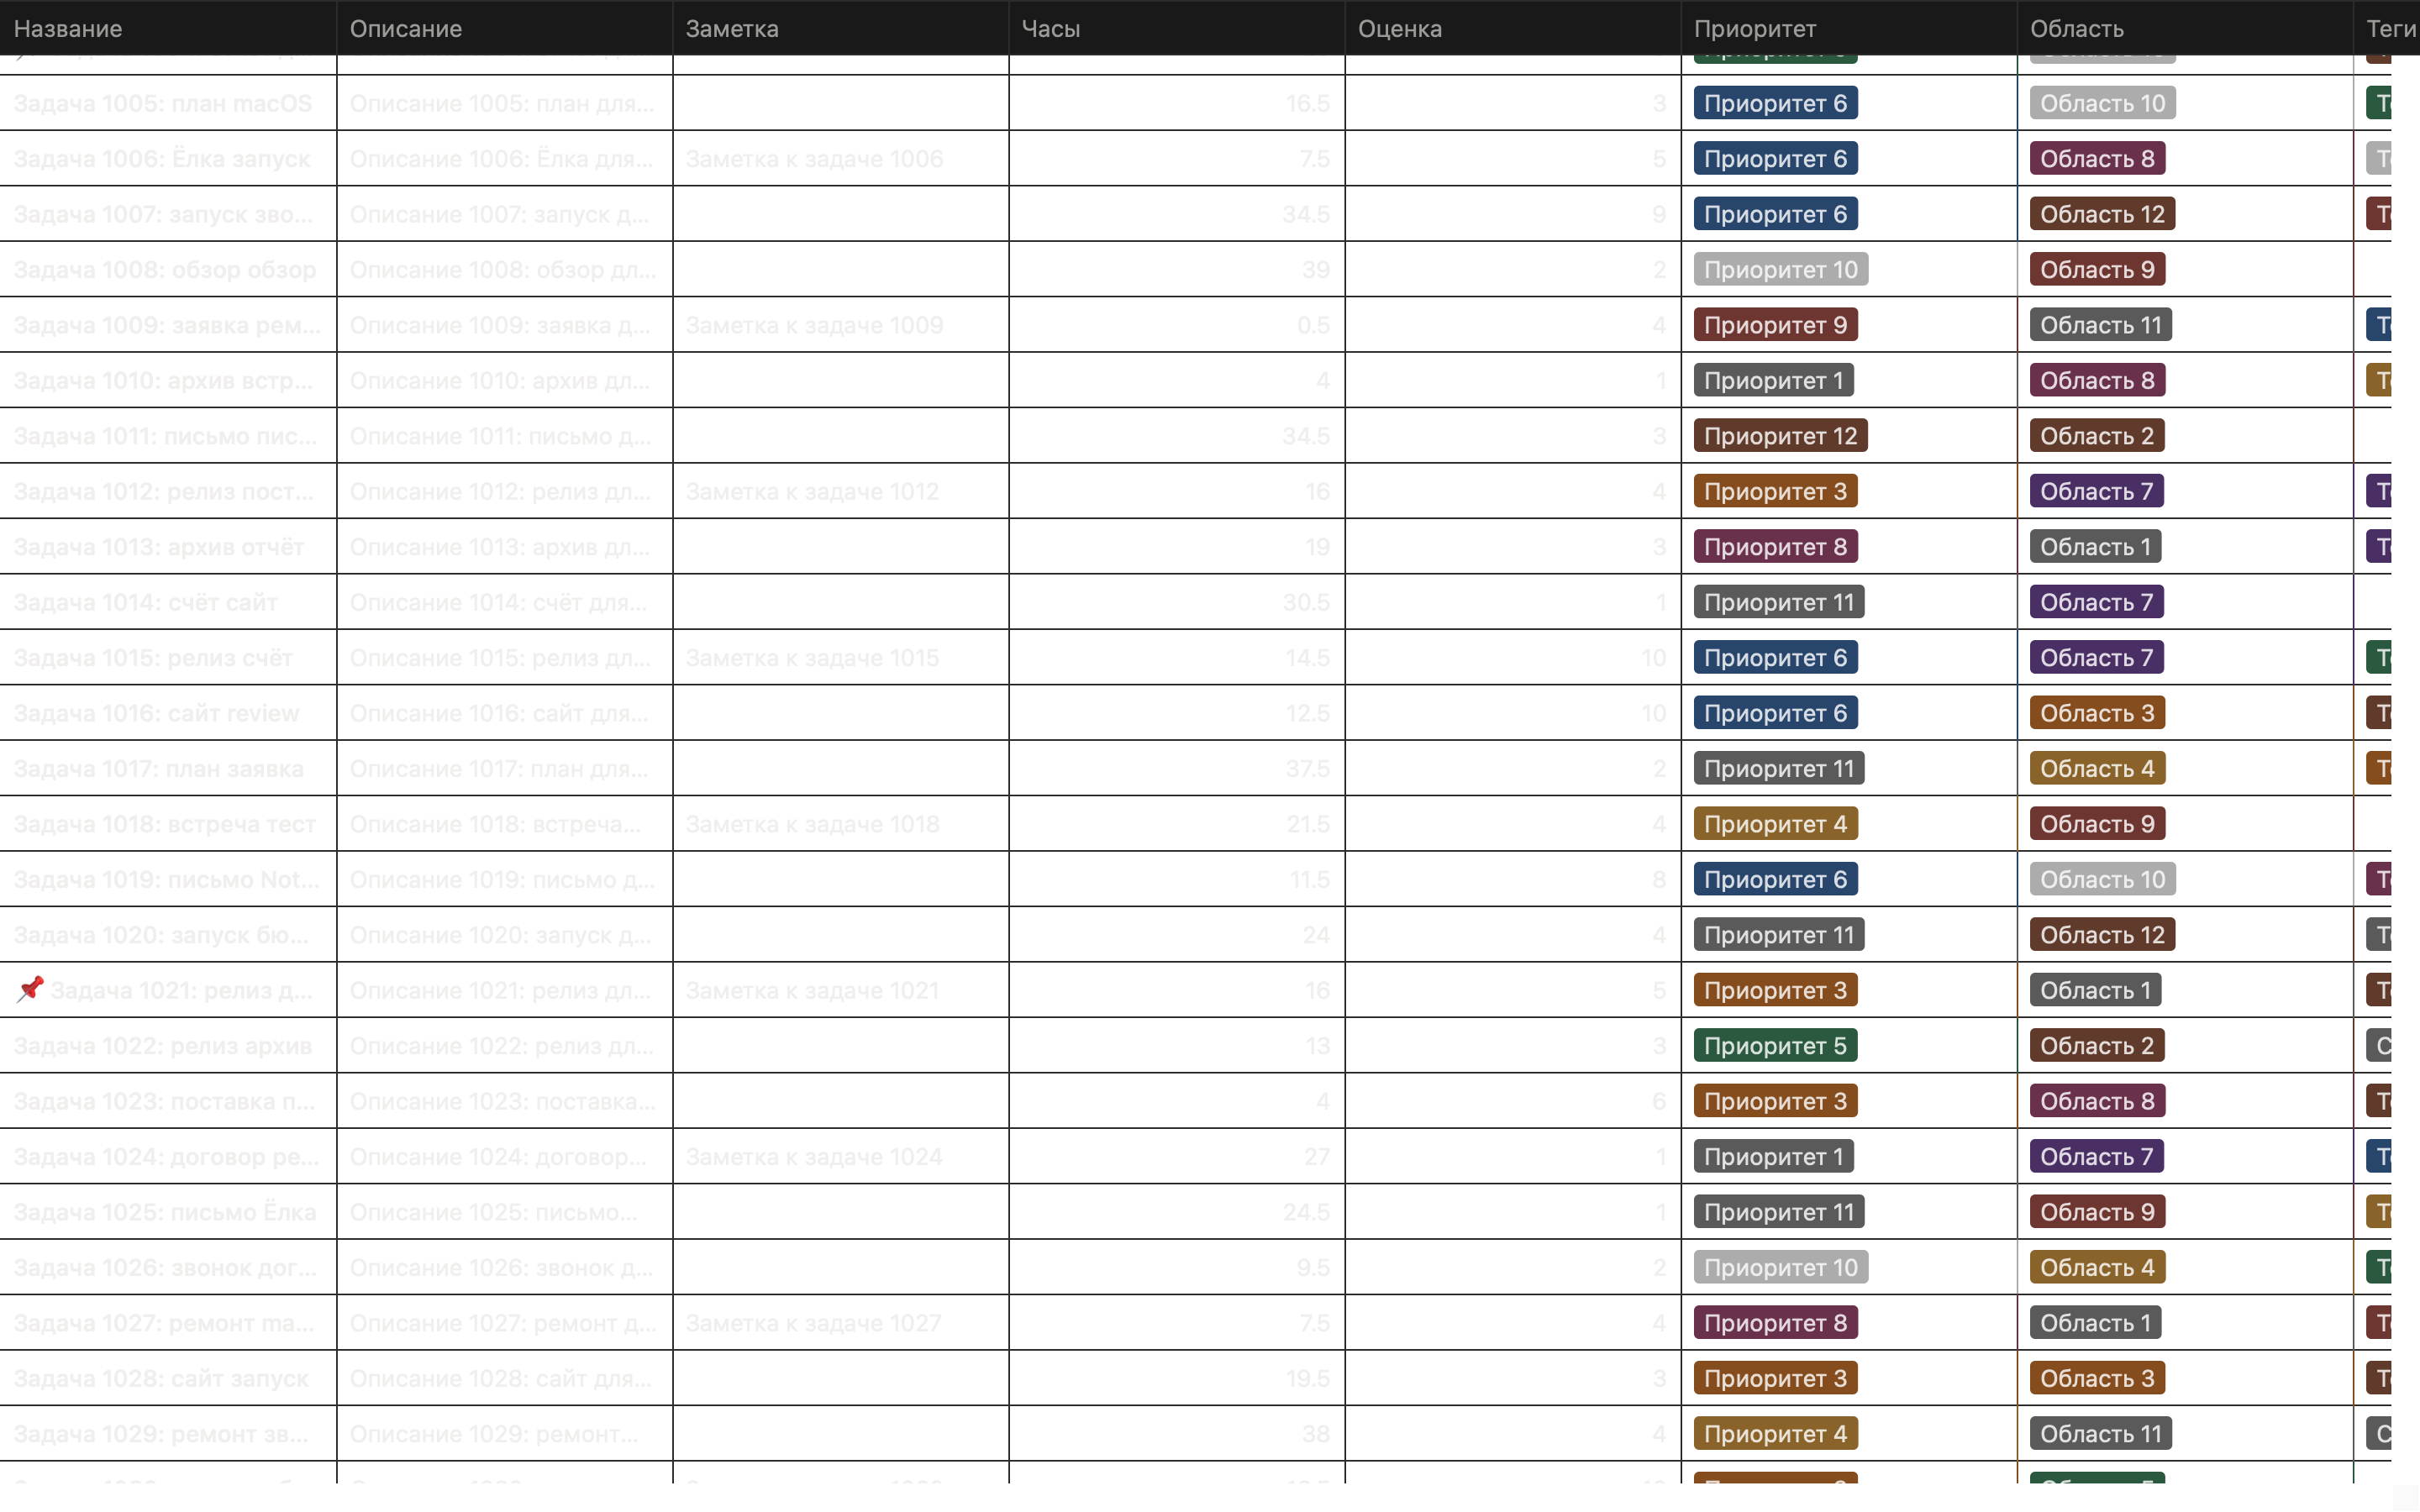 Название Описание Заметка Часы Оценка Приоритет Область Теги
Задача 1005: план macOS Описание 1005: план для... 16.5 3 Приоритет 6 Область 10
Задача 1006: Ёлка запуск Описание 1006: Ёлка для... Заметка к задаче 1006 7.5 5 Приоритет 6 Область 8
Задача 1007: запуск зво... Описание 1007: запуск д... 34.5 9 Приоритет 6 Область 12
Задача 1008: обзор обзор Описание 1008: обзор дл... 39 2 Приоритет 10 Область 9
Задача 1009: заявка рем... Описание 1009: заявка д... Заметка к задаче 1009 0.5 4 Приоритет 9 Область 11
Задача 1010: архив встр... Описание 1010: архив дл... 4 1 Приоритет 1 Область 8
Задача 1011: письмо пис... Описание 1011: письмо д... 34.5 3 Приоритет 12 Область 2
Задача 1012: релиз пост... Описание 1012: релиз дл... Заметка к задаче 1012 16 4 Приоритет 3 Область 7
Задача 1013: архив отчёт Описание 1013: архив дл... 19 3 Приоритет 8 Область 1
Задача 1014: счёт сайт Описание 1014: счёт для... 30.5 1 Приоритет 11 Область 7
Задача 1015: релиз счёт Описание 1015: релиз дл... Заметка к задаче 1015 14.5 10 Приоритет 6 Область 7
Задача 1016: сайт review Описание 1016: сайт для... 12.5 10 Приоритет 6 Область 3
Задача 1017: план заявка Описание 1017: план для... 37.5 2 Приоритет 11 Область 4
Задача 1018: встреча тест Описание 1018: встреча... Заметка к задаче 1018 21.5 4 Приоритет 4 Область 9
Задача 1019: письмо Not... Описание 1019: письмо д... 11.5 8 Приоритет 6 Область 10
Задача 1020: запуск бю... Описание 1020: запуск д... 24 4 Приоритет 11 Область 12
📌 Задача 1021: релиз д... Описание 1021: релиз дл... Заметка к задаче 1021 16 5 Приоритет 3 Область 1
Задача 1022: релиз архив Описание 1022: релиз дл... 13 3 Приоритет 5 Область 2
Задача 1023: поставка п... Описание 1023: поставка... 4 6 Приоритет 3 Область 8
Задача 1024: договор ре... Описание 1024: договор... Заметка к задаче 1024 27 1 Приоритет 1 Область 7
Задача 1025: письмо Ёлка Описание 1025: письмо... 24.5 1 Приоритет 11 Область 9
Задача 1026: звонок дог... Описание 1026: звонок д... 9.5 2 Приоритет 10 Область 4
Задача 1027: ремонт ma... Описание 1027: ремонт д... Заметка к задаче 1027 7.5 4 Приоритет 8 Область 1
Задача 1028: сайт запуск Описание 1028: сайт для... 19.5 3 Приоритет 3 Область 3
Задача 1029: ремонт зв... Описание 1029: ремонт... 38 4 Приоритет 4 Область 11